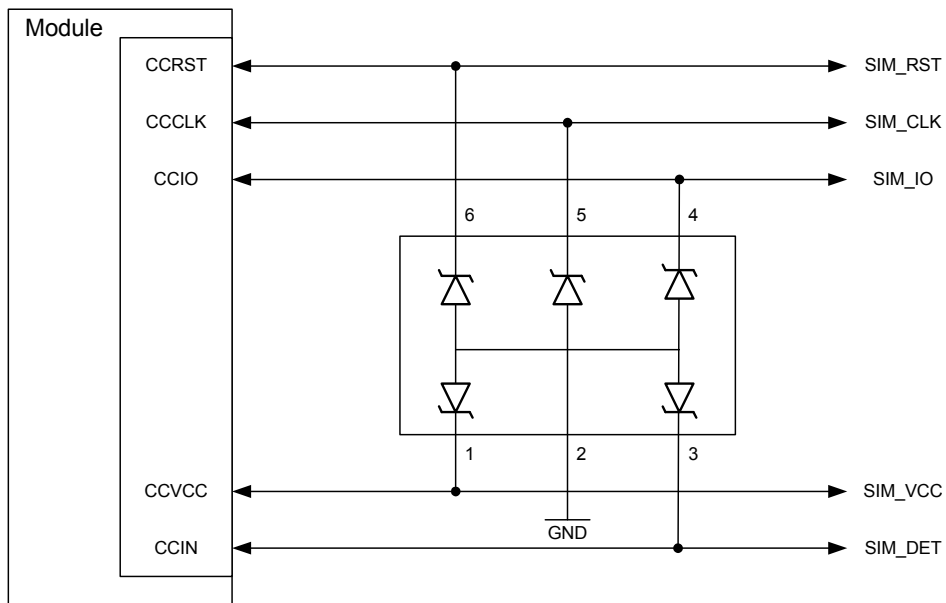 Module
CCRST
SIM_RST
CCCLK
SIM_CLK
CCIO
SIM_IO
6
5
4
1
2
3
CCVCC
SIM_VCC
GND
CCIN
SIM_DET